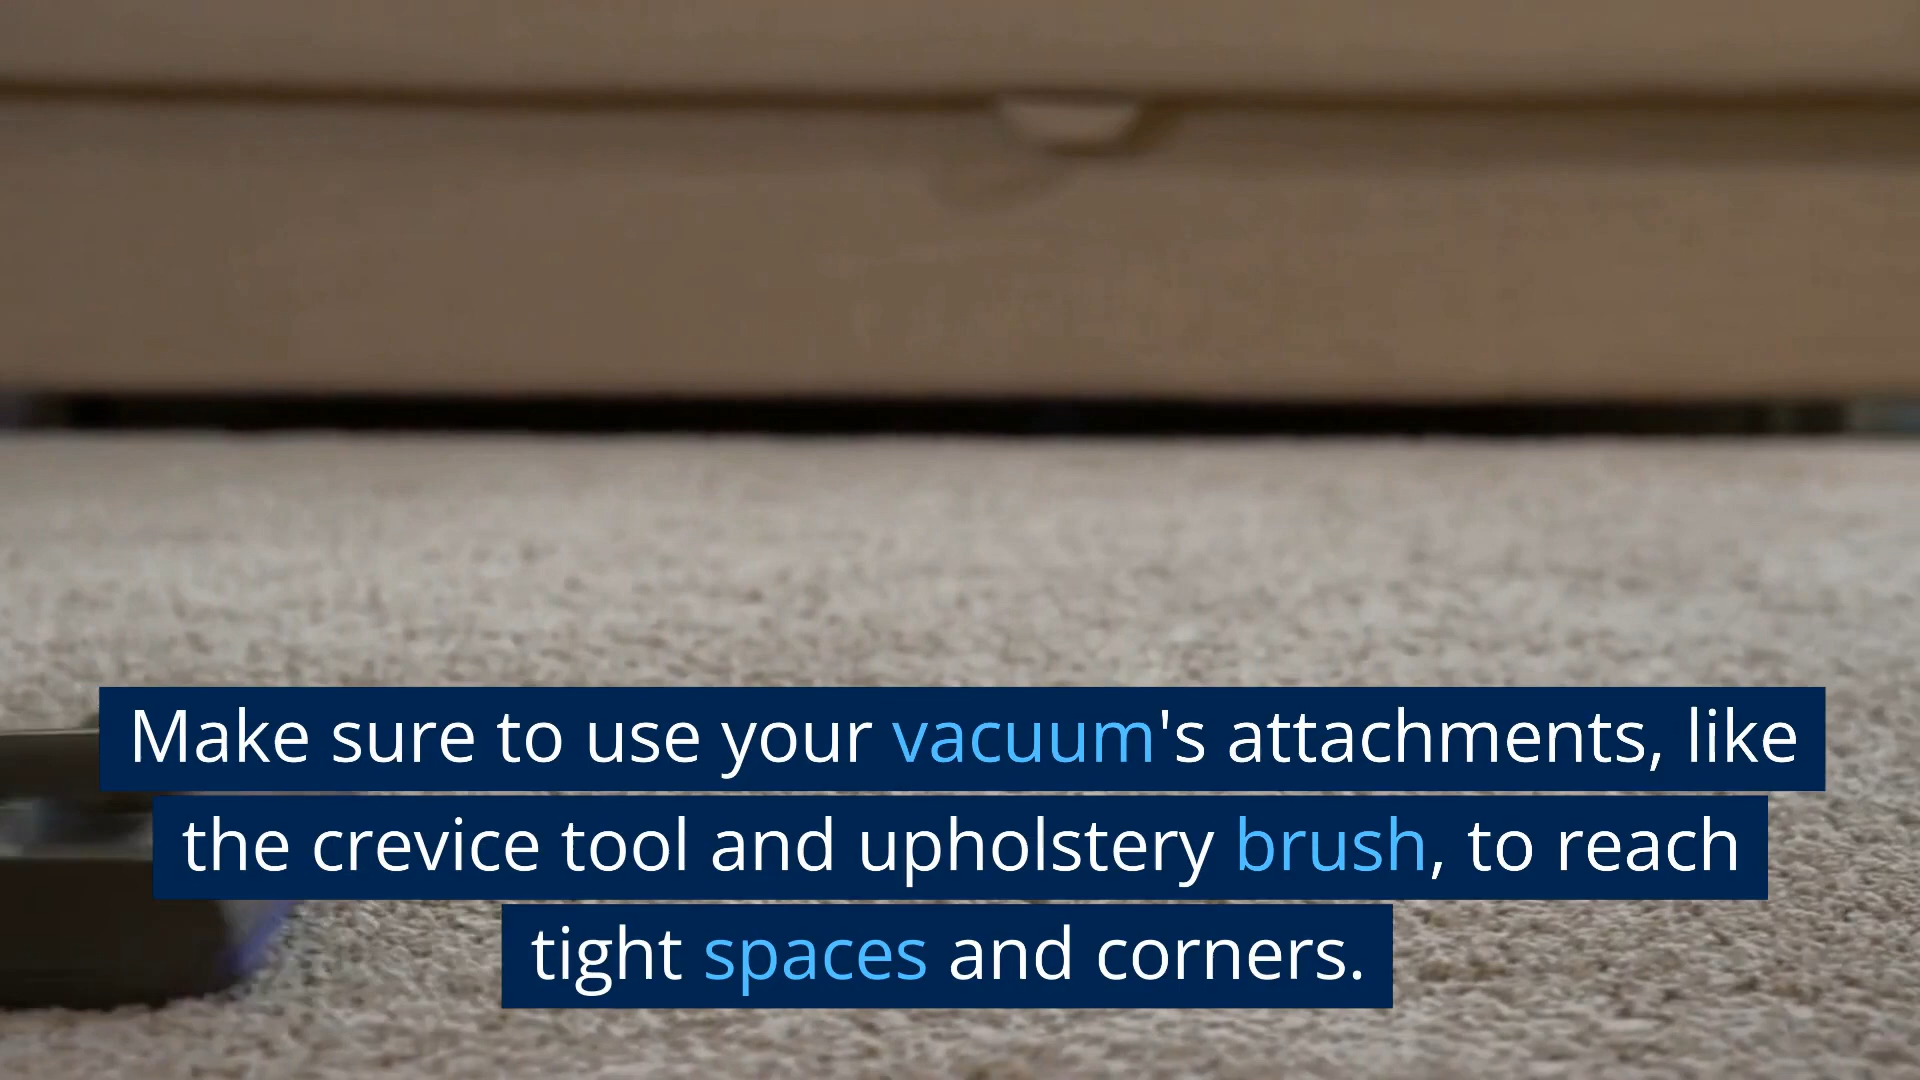 Make sure to use your vacuum's attachments, like
the crevice tool and upholstery brush, to reach
tight spaces and corners.